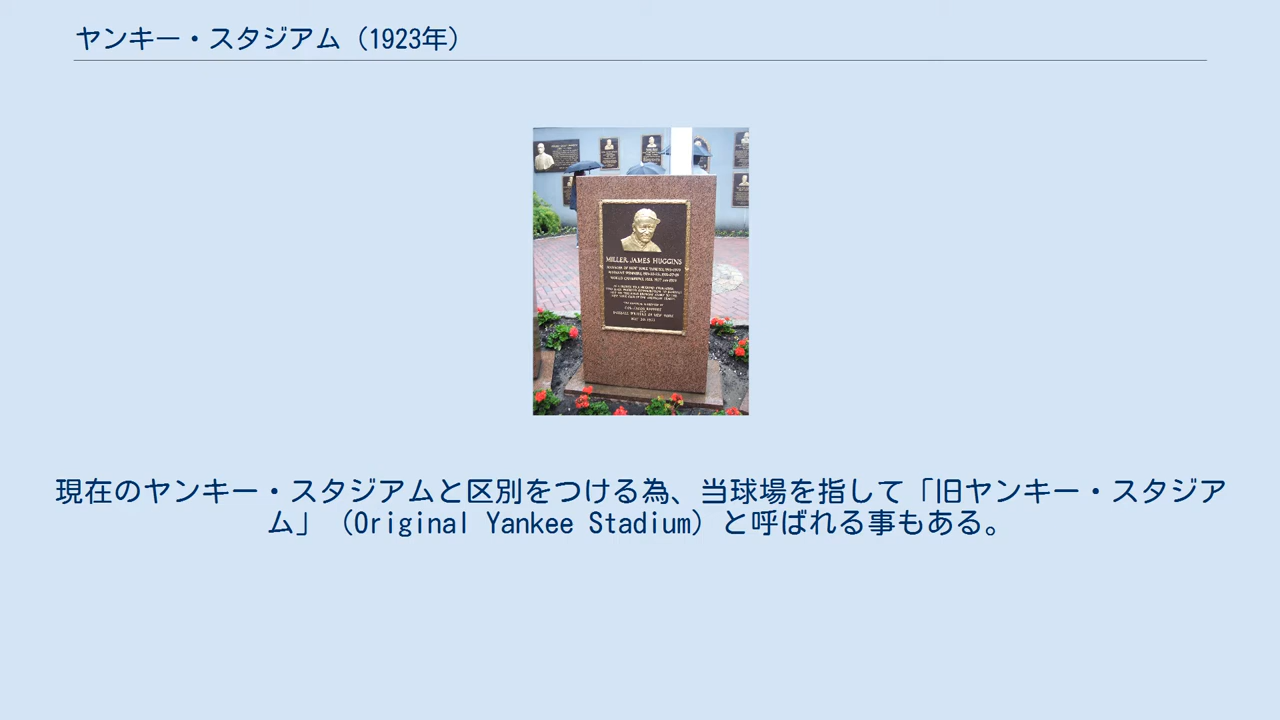 ヤンキー・スタジアム（1923年）
MILLER JAMES HUGGINS
現在のヤンキー・スタジアムと区別をつける為、当球場を指して「旧ヤンキー・スタジア
ム」（Original Yankee Stadium）と呼ばれる事もある。